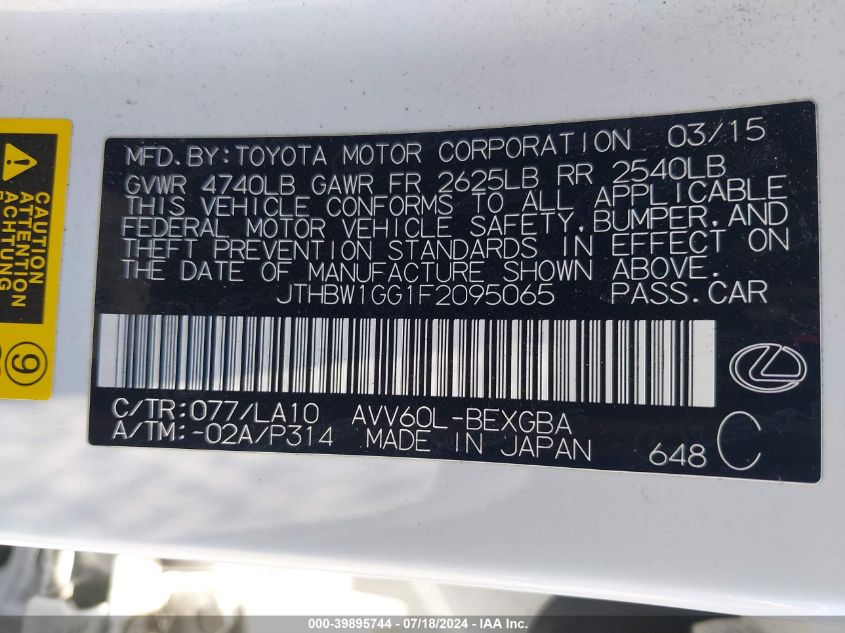 MFD.BY:TOYOTA MOTOR CORPORATION 03/15
GVWR 4740LB GAWR FR 2625LB RR 2540LB
THIS VEHICLE CONFORMS TO ALL APPLICABLE
FEDERAL MOTOR VEHICLE SAFETY,BUMPER,AND
THEFT PREVENTION STANDARDS IN EFFECT ON
THE DATE OF MANUFACTURE SHOWN ABOVE.
JTHBW1GG1F2095065 PASS.CAR
C/TR:077/LA10 AVV60L-BEXGBA
A/TM:-02A/P314 MADE IN JAPAN
648 C
CAUTION
ATTENTION
ACHTUNG
9
000-39895744 / 07/18/2024 - IAA Inc.